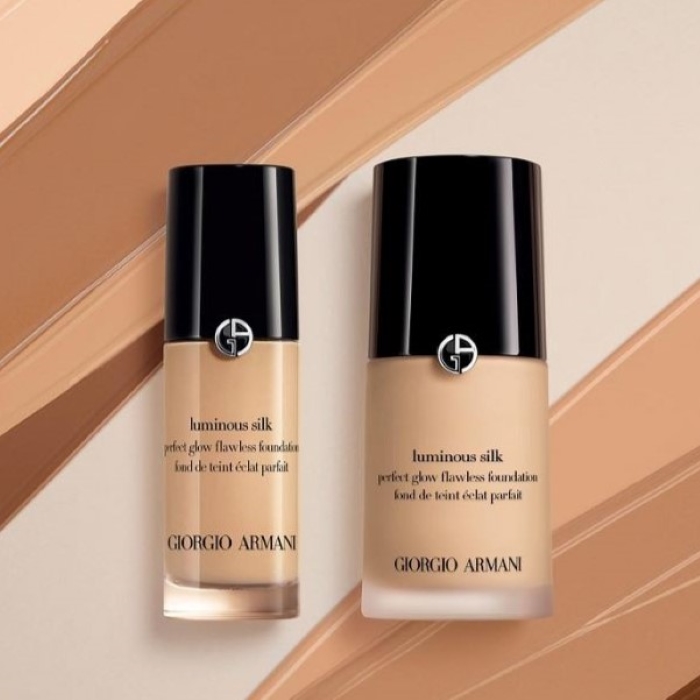 luminous silk
perfect glow flawless foundation
fond de teint éclat parfait
GIORGIO ARMANI
luminous silk
perfect glow flawless foundation
fond de teint éclat parfait
GIORGIO ARMANI